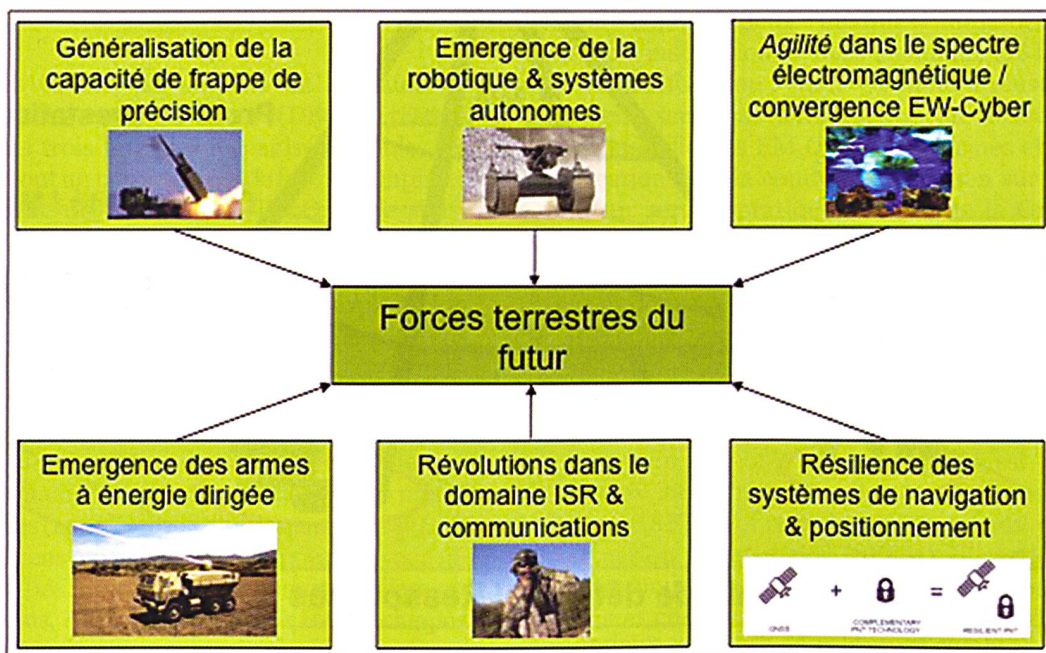 Généralisation de la
capacité de frappe de
précision
Emergence de la
robotique & systèmes
autonomes
Agilité dans le spectre
électromagnétique /
convergence EW-Cyber
Forces terrestres du
futur
Emergence des armes
à énergie dirigée
Révolutions dans le
domaine ISR &
communications
Résilience des
systèmes de navigation
& positionnement
+ =
GNSS
COMPLEMENTARY
PNT TECHNOLOGY
RESILIENT PNT